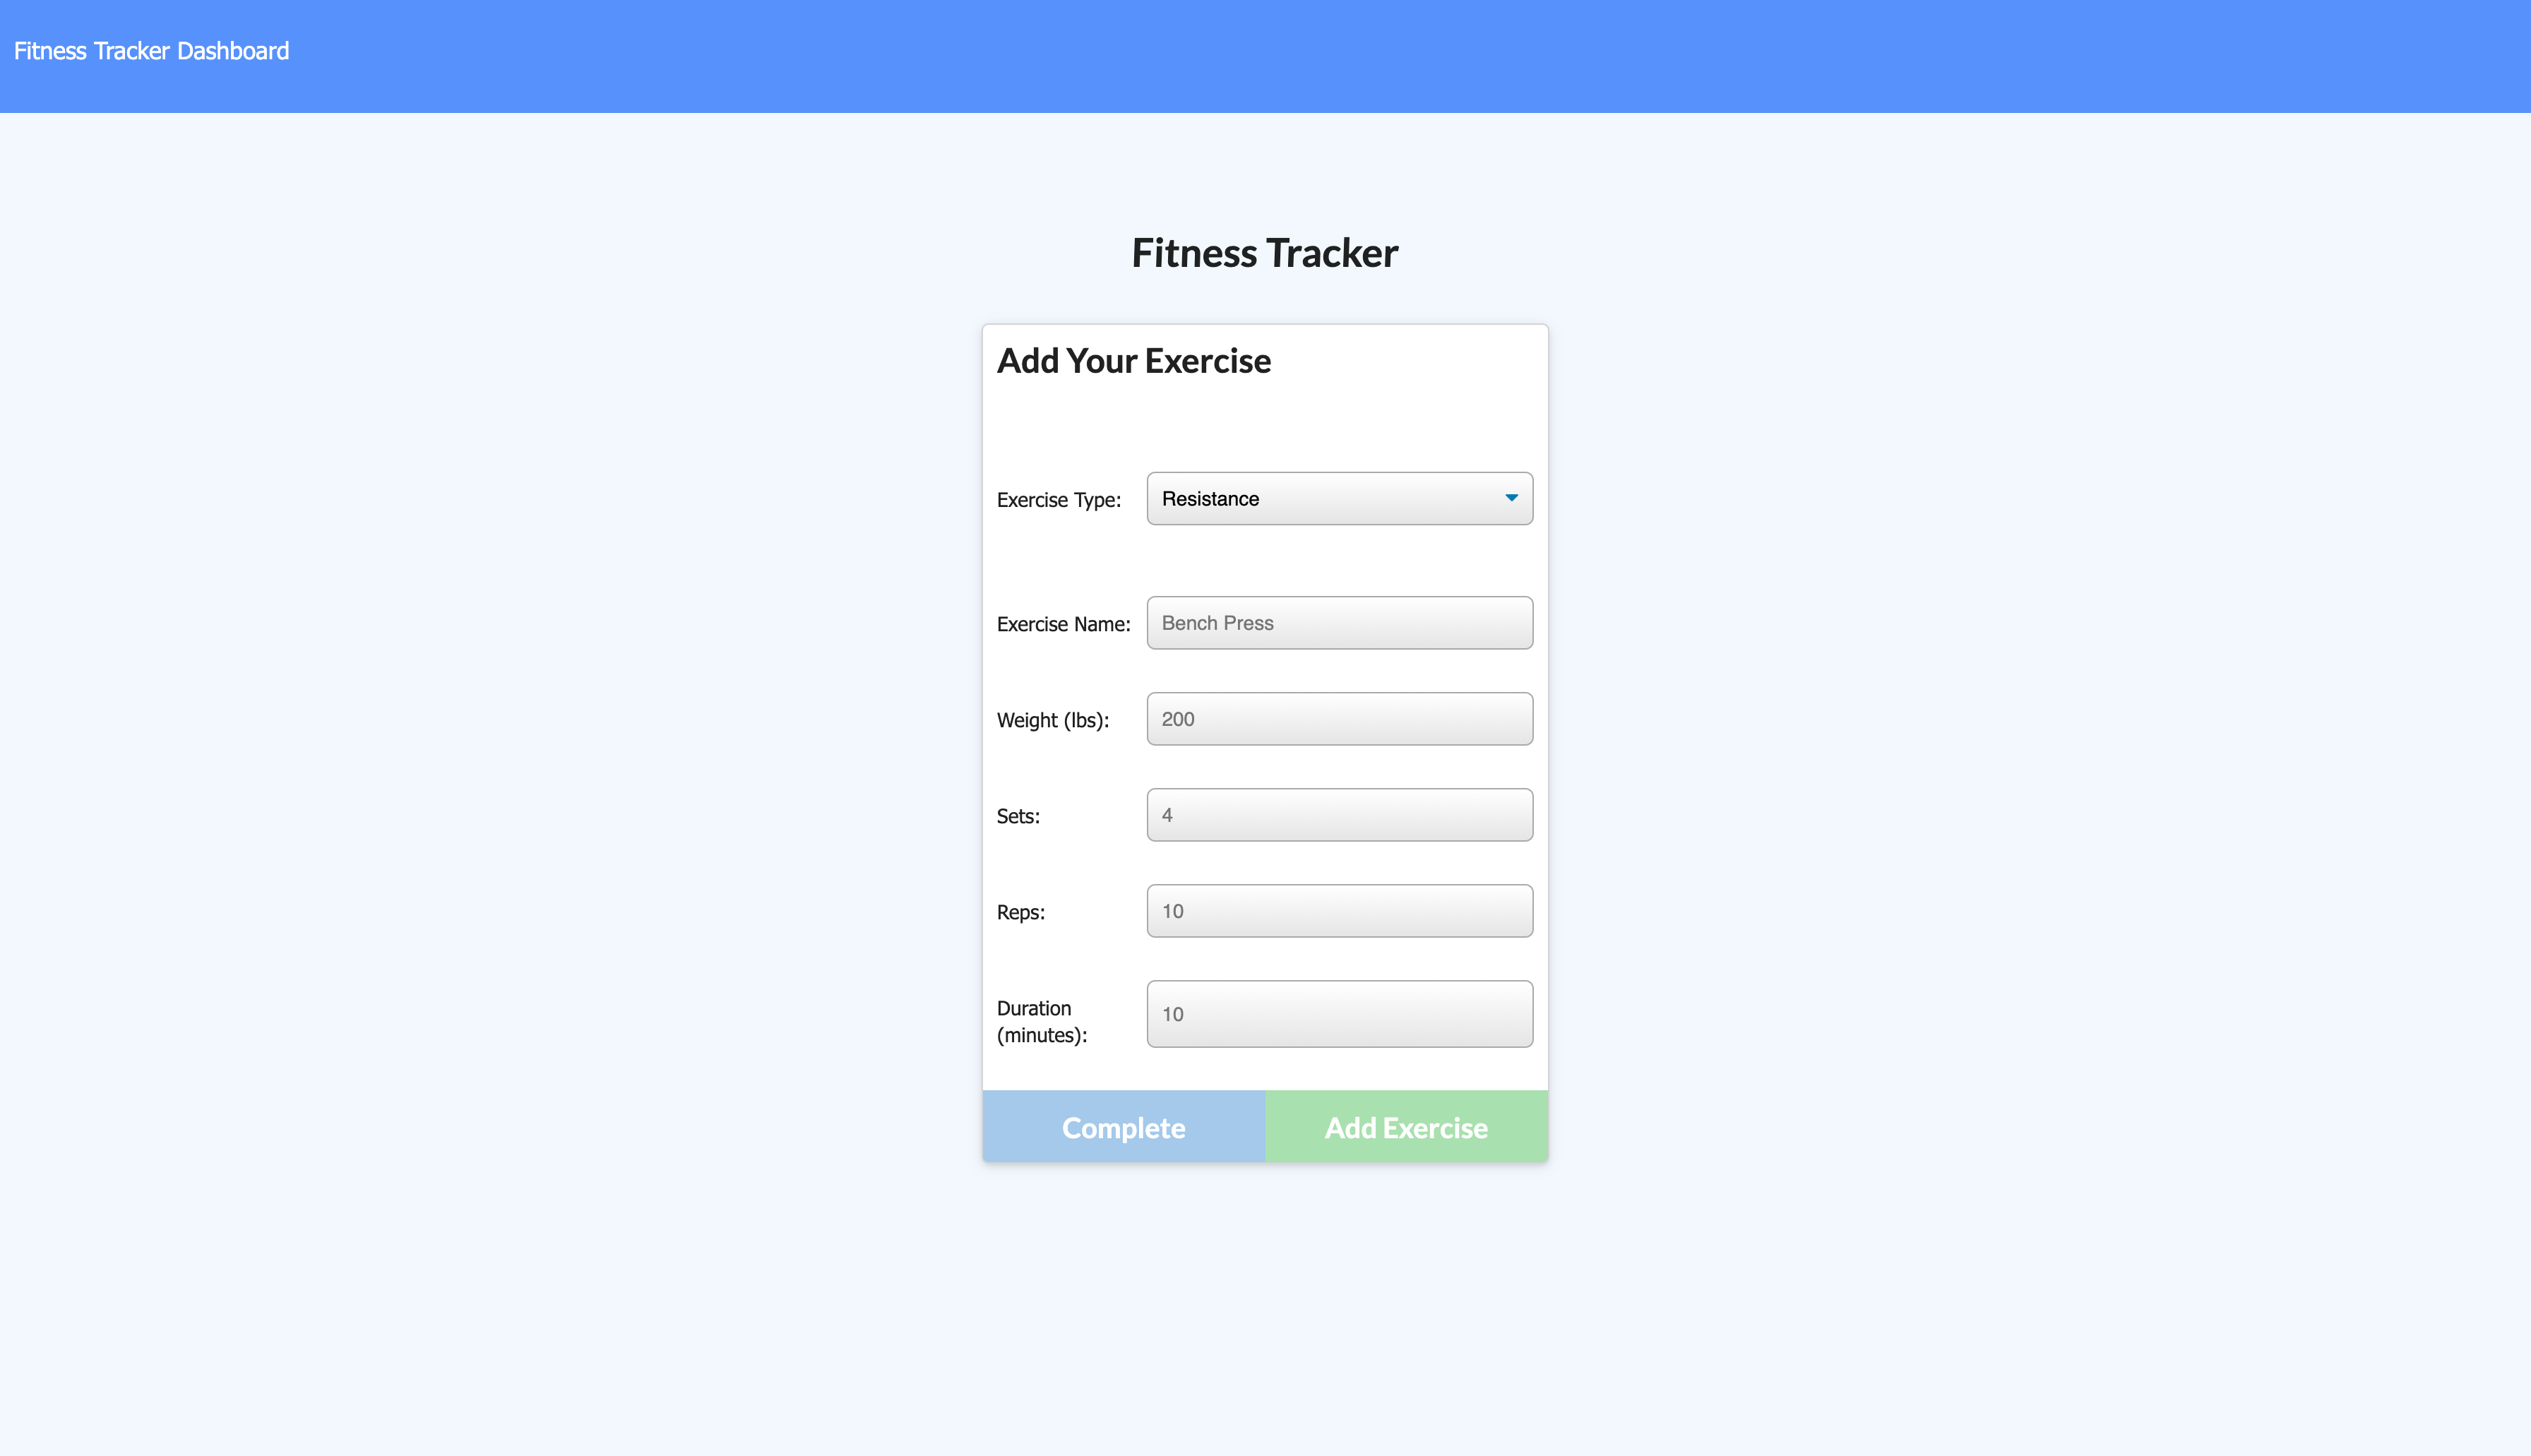 Fitness Tracker Dashboard
Fitness Tracker
Add Your Exercise
Exercise Type: Resistance
Exercise Name: Bench Press
Weight (lbs): 200
Sets: 4
Reps: 10
Duration
(minutes): 10
Complete Add Exercise